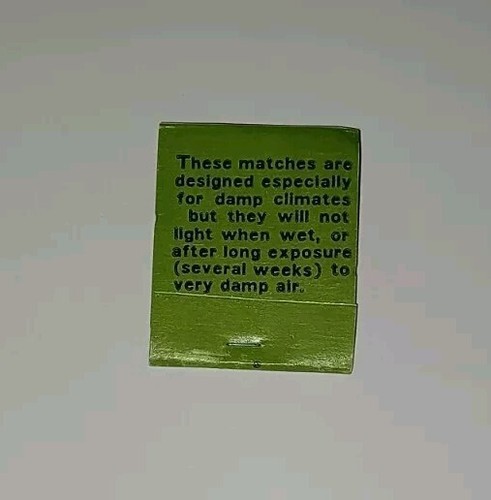 These matches are
designed especially
for damp climates
but they will not
light when wet, or
after long exposure
(several weeks) to
very damp air.